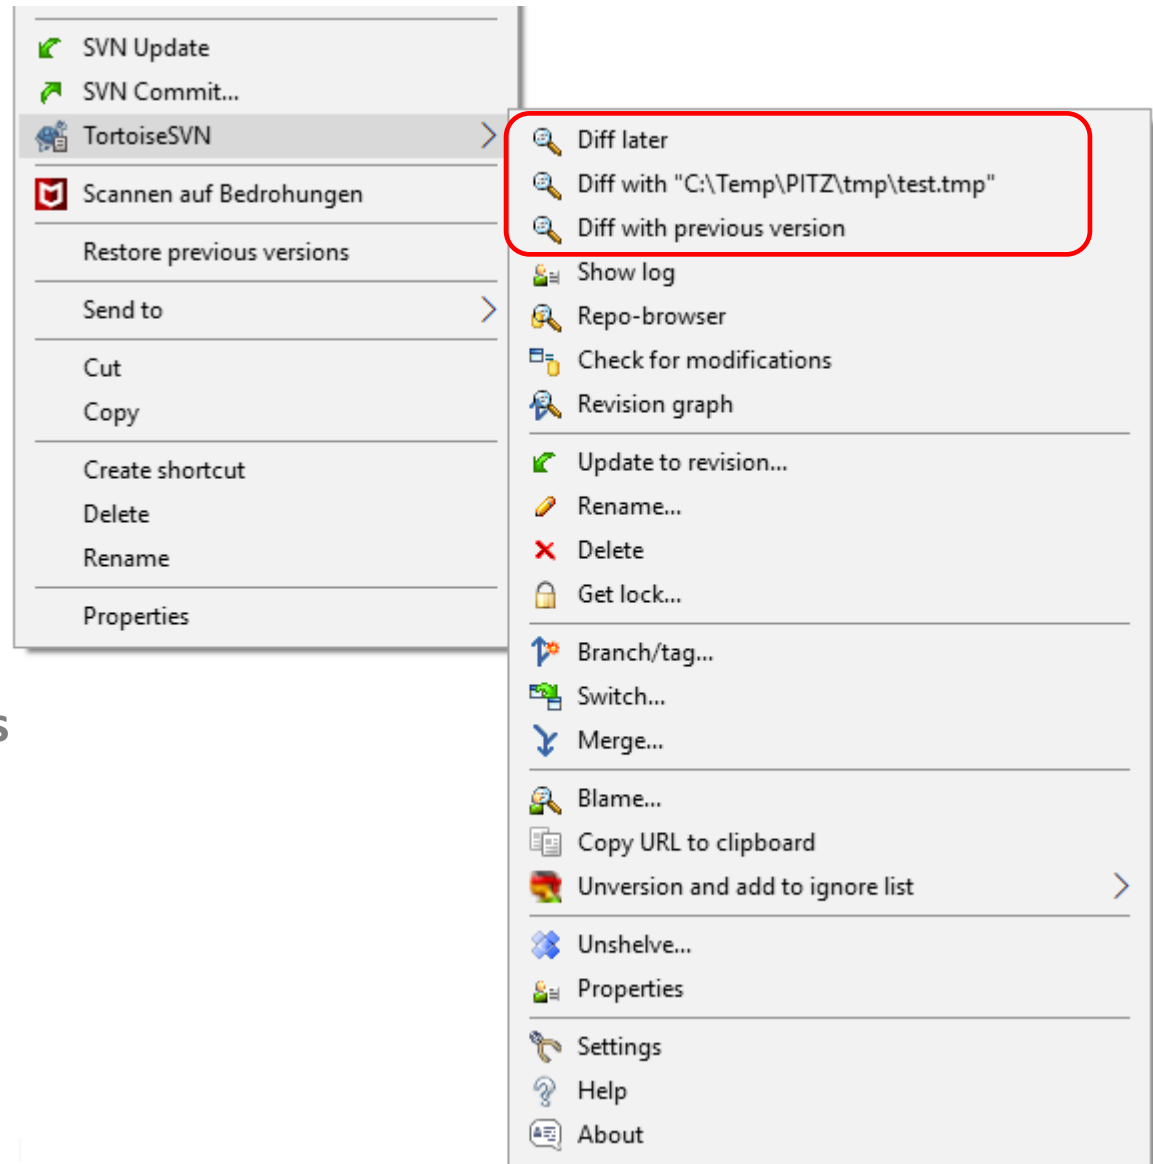 SVN Update
SVN Commit...
TortoiseSVN
Scannen auf Bedrohungen
Restore previous versions
Send to
Cut
Copy
Create shortcut
Delete
Rename
Properties
s
Diff later
Diff with "C:\Temp\PITZ\tmp\test.tmp"
Diff with previous version
Show log
Repo-browser
Check for modifications
Revision graph
Update to revision...
Rename...
Delete
Get lock...
Branch/tag...
Switch...
Merge...
Blame...
Copy URL to clipboard
Unversion and add to ignore list
Unshelve...
Properties
Settings
Help
About